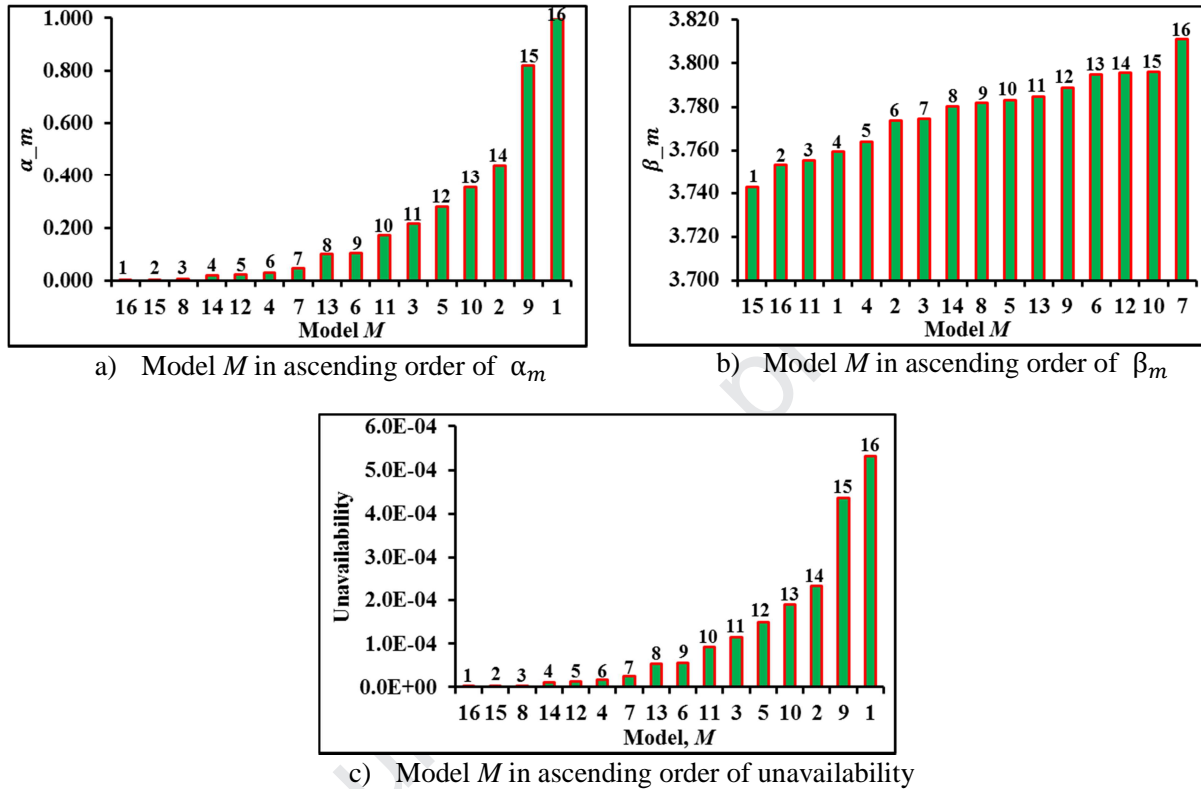 1.000
0.800
0.600
0.400
0.200
0.000
α_m
1 2 3 4 5 6 7 8 9 10 11 12 13 14 15 16
16 15 8 14 12 4 7 13 6 11 3 5 10 2 9 1
Model M
a) Model M in ascending order of αₘ
3.820
3.800
3.780
3.760
3.740
3.720
3.700
β_m
1 2 3 4 5 6 7 8 9 10 11 12 13 14 15 16
15 16 11 1 4 2 3 14 8 5 13 9 6 12 10 7
Model M
b) Model M in ascending order of βₘ
6.0E-04
5.0E-04
4.0E-04
3.0E-04
2.0E-04
1.0E-04
0.0E+00
Unavailability
1 2 3 4 5 6 7 8 9 10 11 12 13 14 15 16
16 15 8 14 12 4 7 13 6 11 3 5 10 2 9 1
Model, M
c) Model M in ascending order of unavailability